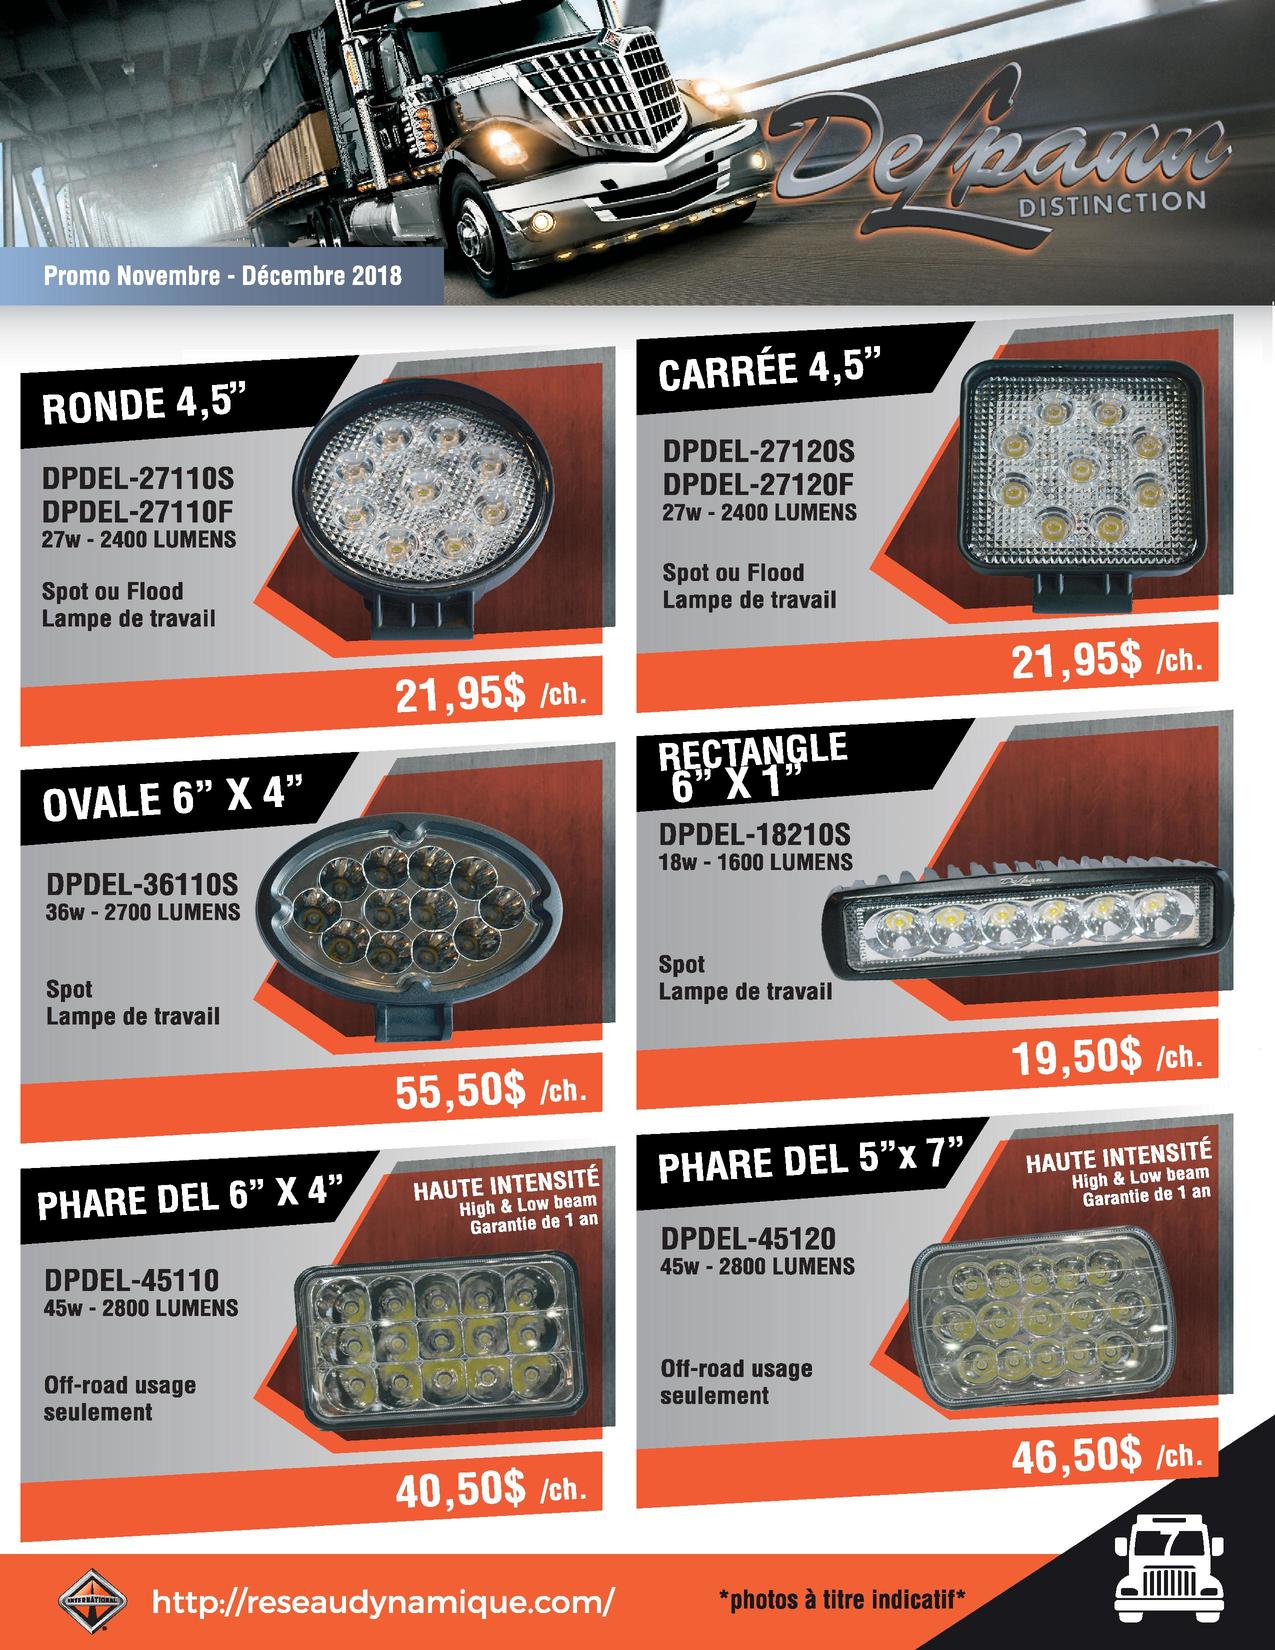 DeLpann
DISTINCTION
Promo Novembre - Décembre 2018
RONDE 4,5”
DPDEL-27110S
DPDEL-27110F
27w - 2400 LUMENS
Spot ou Flood
Lampe de travail
21,95$ /ch.
CARRÉE 4,5”
DPDEL-27120S
DPDEL-27120F
27w - 2400 LUMENS
Spot ou Flood
Lampe de travail
21,95$ /ch.
OVALE 6” X 4”
DPDEL-36110S
36w - 2700 LUMENS
Spot
Lampe de travail
55,50$ /ch.
RECTANGLE
6” X 1”
DPDEL-18210S
18w - 1600 LUMENS
DeLpann
Spot
Lampe de travail
19,50$ /ch.
PHARE DEL 6” X 4”
HAUTE INTENSITÉ
High & Low beam
Garantie de 1 an
DPDEL-45110
45w - 2800 LUMENS
Off-road usage
seulement
40,50$ /ch.
PHARE DEL 5”x 7”
HAUTE INTENSITÉ
High & Low beam
Garantie de 1 an
DPDEL-45120
45w - 2800 LUMENS
Off-road usage
seulement
46,50$ /ch.
INTERNATIONAL
http://reseaudynamique.com/
*photos à titre indicatif*
7